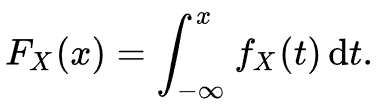 F_X(x) = ∫_{-∞}^{x} f_X(t) dt.